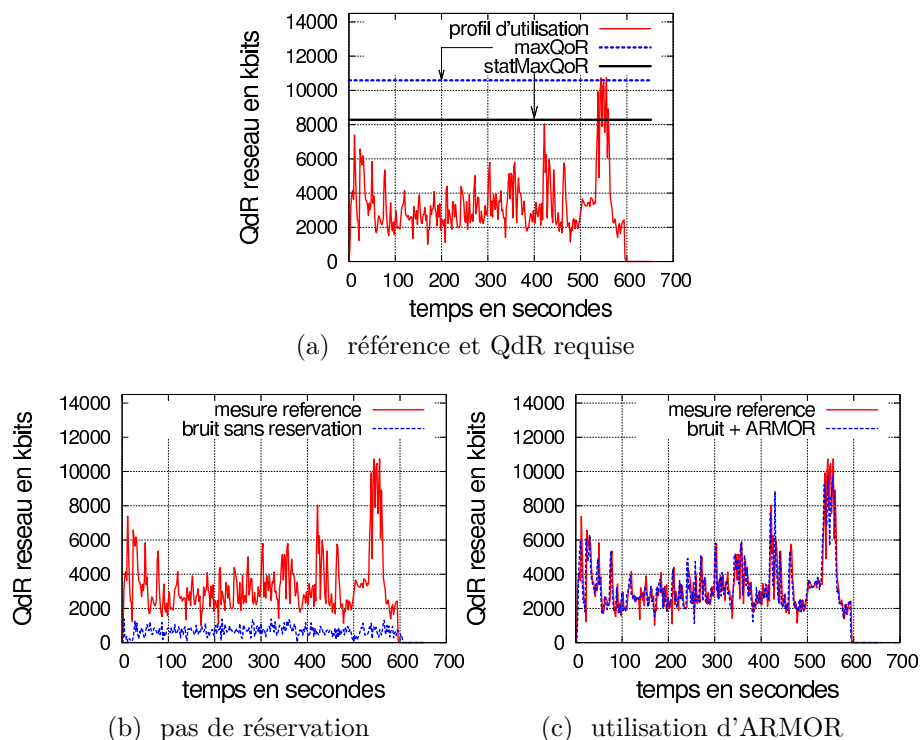 profil d'utilisation
maxQoR
statMaxQoR
QdR reseau en kbits
14000
12000
10000
8000
6000
4000
2000
0
0 100 200 300 400 500 600 700
temps en secondes
(a) référence et QdR requise
mesure reference
bruit sans reservation
QdR reseau en kbits
14000
12000
10000
8000
6000
4000
2000
0
0 100 200 300 400 500 600 700
temps en secondes
(b) pas de réservation
mesure reference
bruit + ARMOR
QdR reseau en kbits
14000
12000
10000
8000
6000
4000
2000
0
0 100 200 300 400 500 600 700
temps en secondes
(c) utilisation d'ARMOR